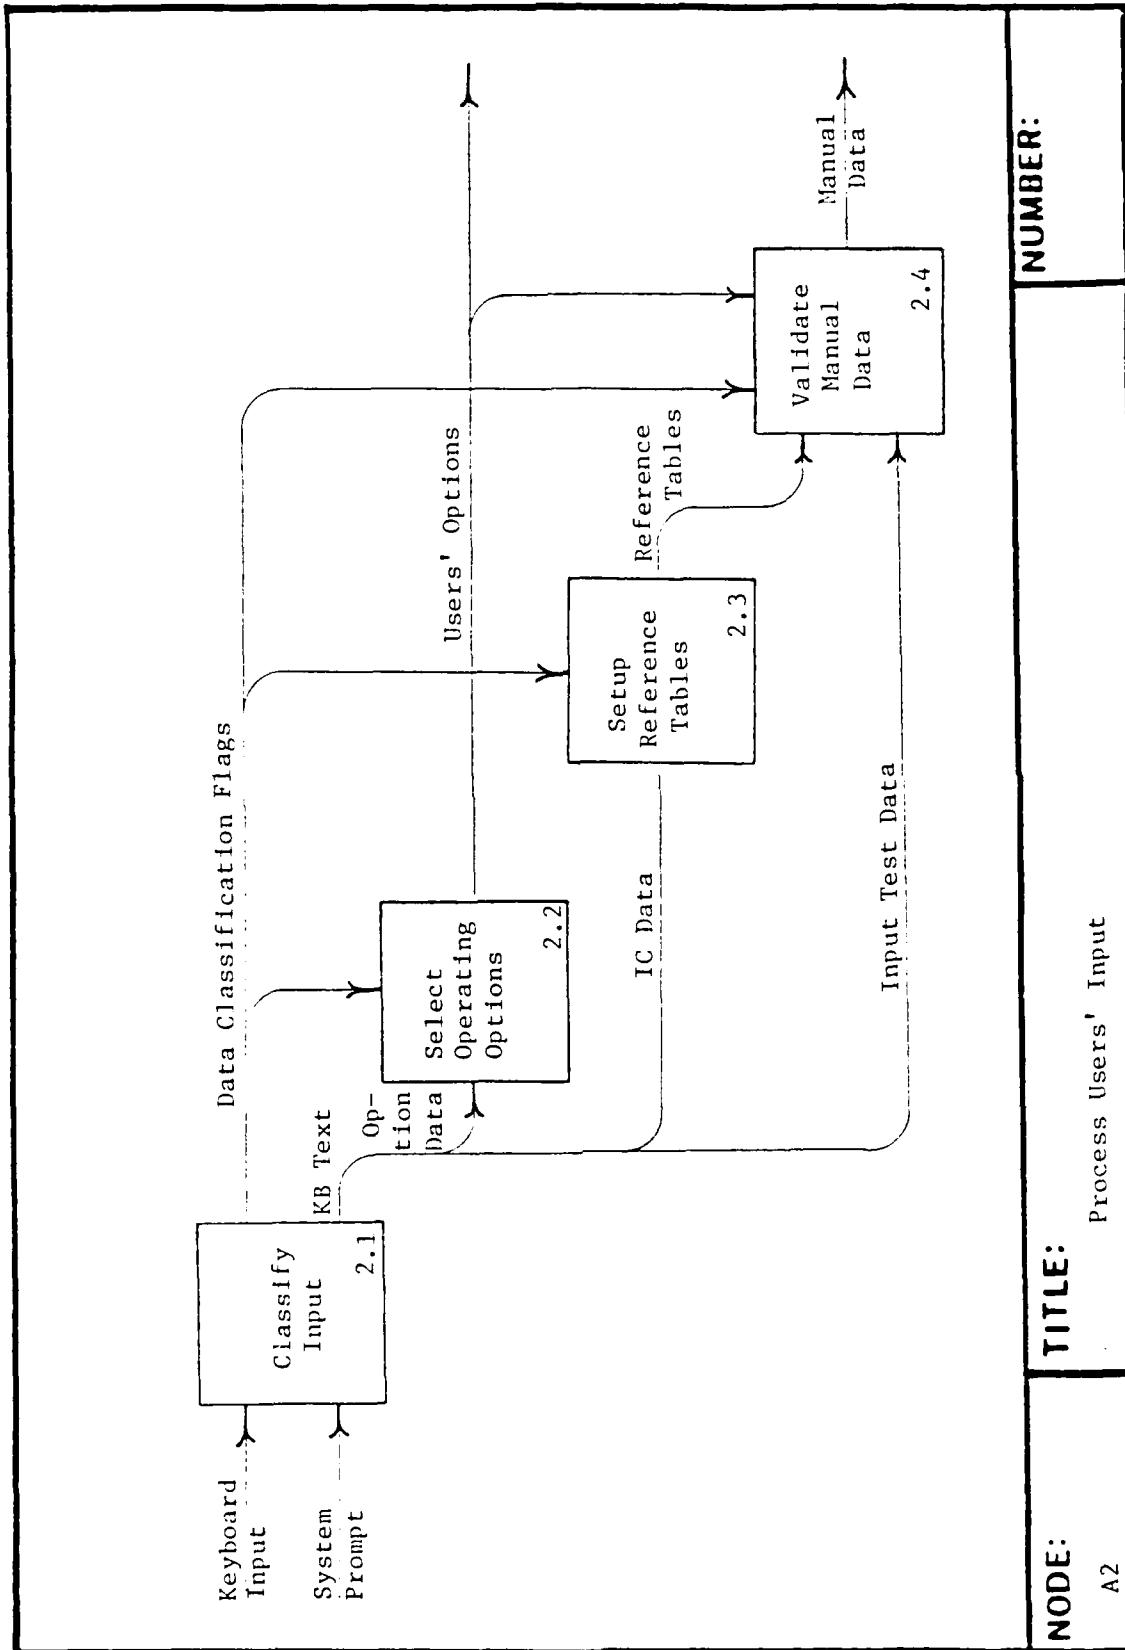 Keyboard
Input
System
Prompt
Classify
Input
2.1
Data Classification Flags
KB Text
Op-
tion
Data
Select
Operating
Options
2.2
Users' Options
IC Data
Setup
Reference
Tables
2.3
Reference
Tables
Input Test Data
Validate
Manual
Data
2.4
Manual
Data
NODE:
A2
TITLE:
Process Users' Input
NUMBER: